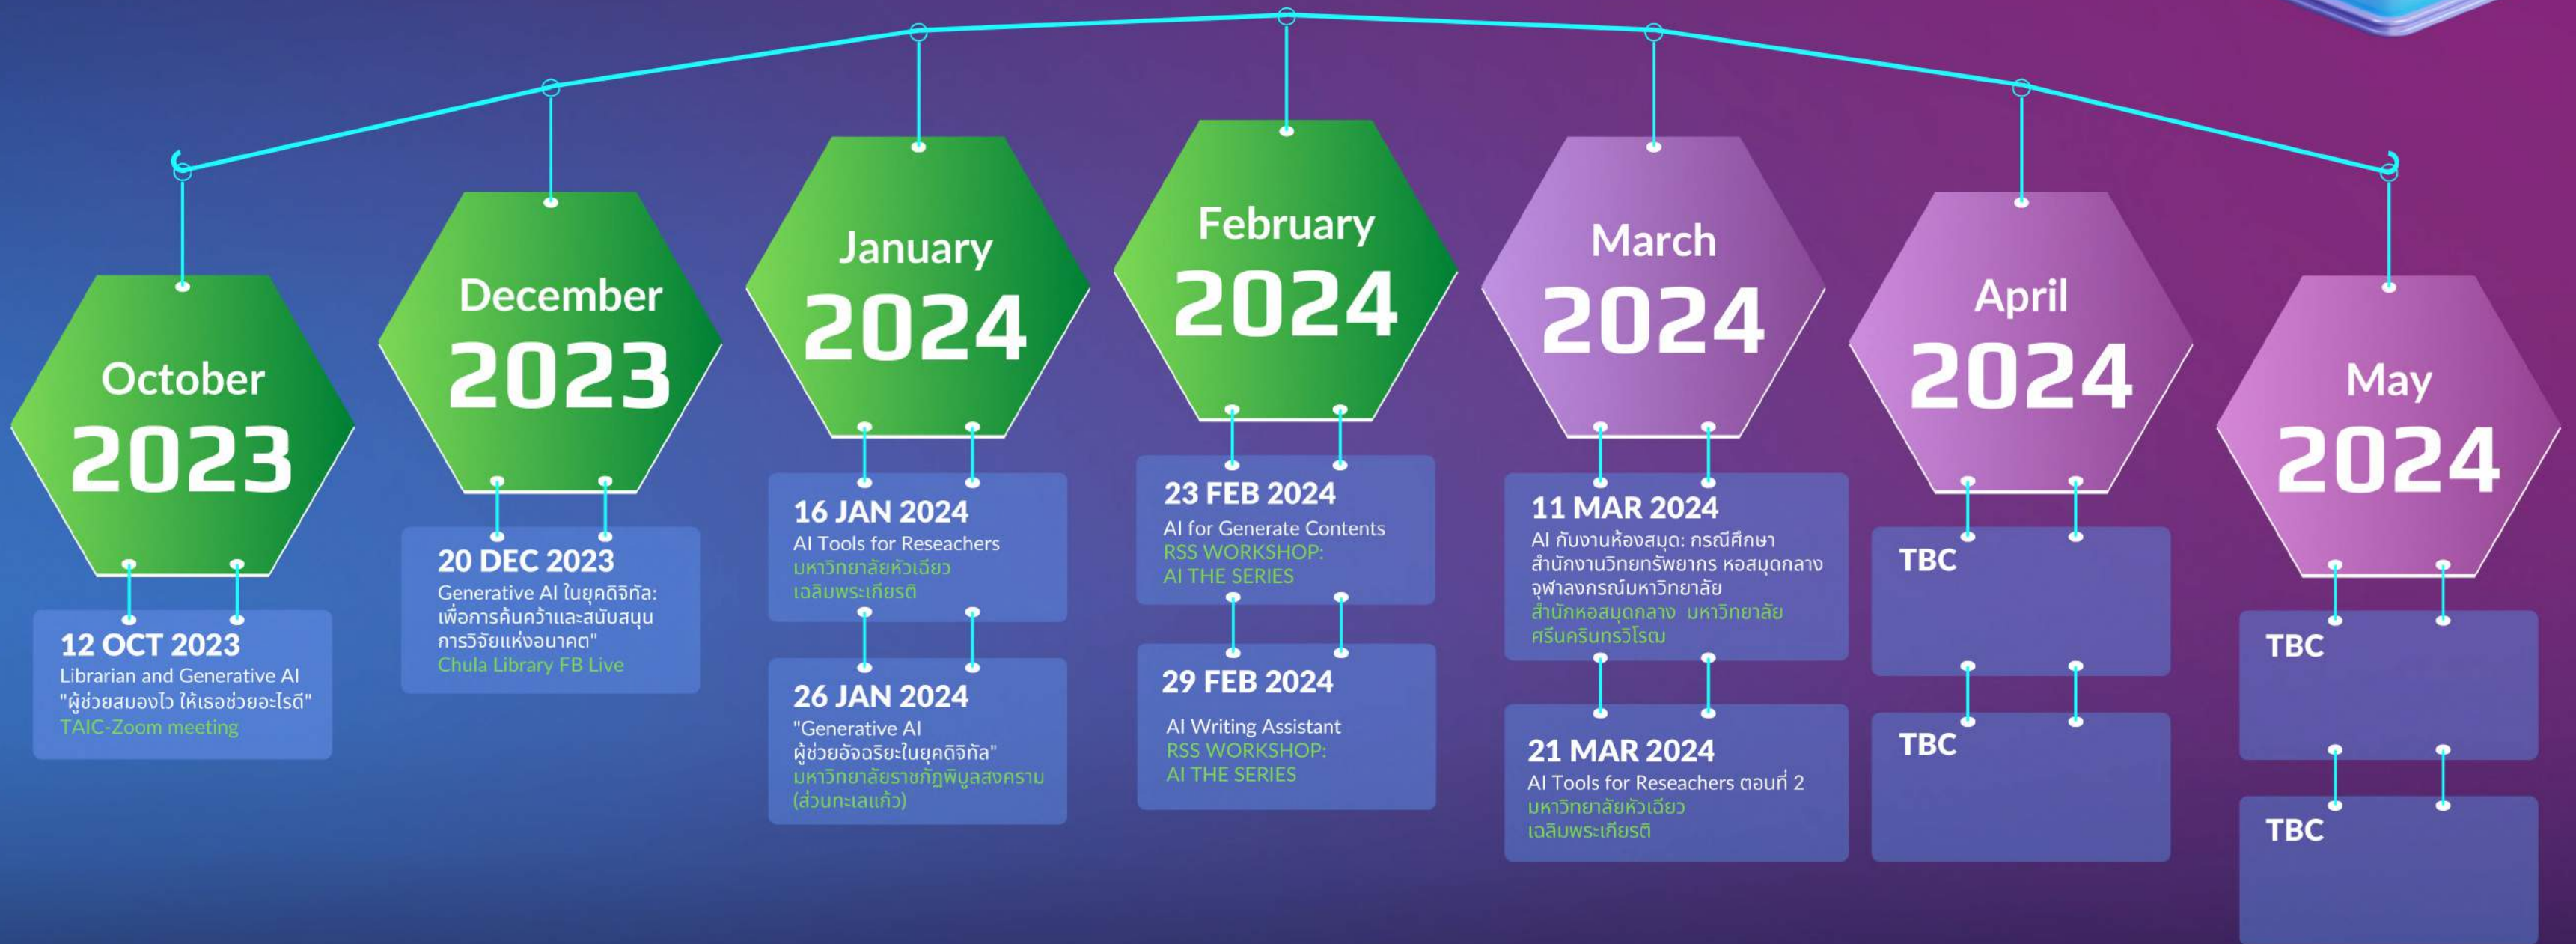 October
2023
12 OCT 2023
Librarian and Generative AI
"ผู้ช่วยสมองไว ให้เธอช่วยอะไรดี"
TAIC-Zoom meeting
December
2023
20 DEC 2023
Generative AI ในยุคดิจิทัล:
เพื่อการค้นคว้าและสนับสนุน
การวิจัยแห่งอนาคต"
Chula Library FB Live
January
2024
16 JAN 2024
AI Tools for Reseachers
มหาวิทยาลัยหัวเฉียว
เฉลิมพระเกียรติ
26 JAN 2024
"Generative AI
ผู้ช่วยอัจฉริยะในยุคดิจิทัล"
มหาวิทยาลัยราชภัฏพิบูลสงคราม
(ส่วนทะเลแก้ว)
February
2024
23 FEB 2024
AI for Generate Contents
RSS WORKSHOP:
AI THE SERIES
29 FEB 2024
AI Writing Assistant
RSS WORKSHOP:
AI THE SERIES
March
2024
11 MAR 2024
AI กับงานห้องสมุด: กรณีศึกษา
สำนักงานวิทยทรัพยากร หอสมุดกลาง
จุฬาลงกรณ์มหาวิทยาลัย
สำนักหอสมุดกลาง มหาวิทยาลัย
ศรีนครินทรวิโรฒ
21 MAR 2024
AI Tools for Reseachers ตอนที่ 2
มหาวิทยาลัยหัวเฉียว
เฉลิมพระเกียรติ
April
2024
TBC
TBC
May
2024
TBC
TBC